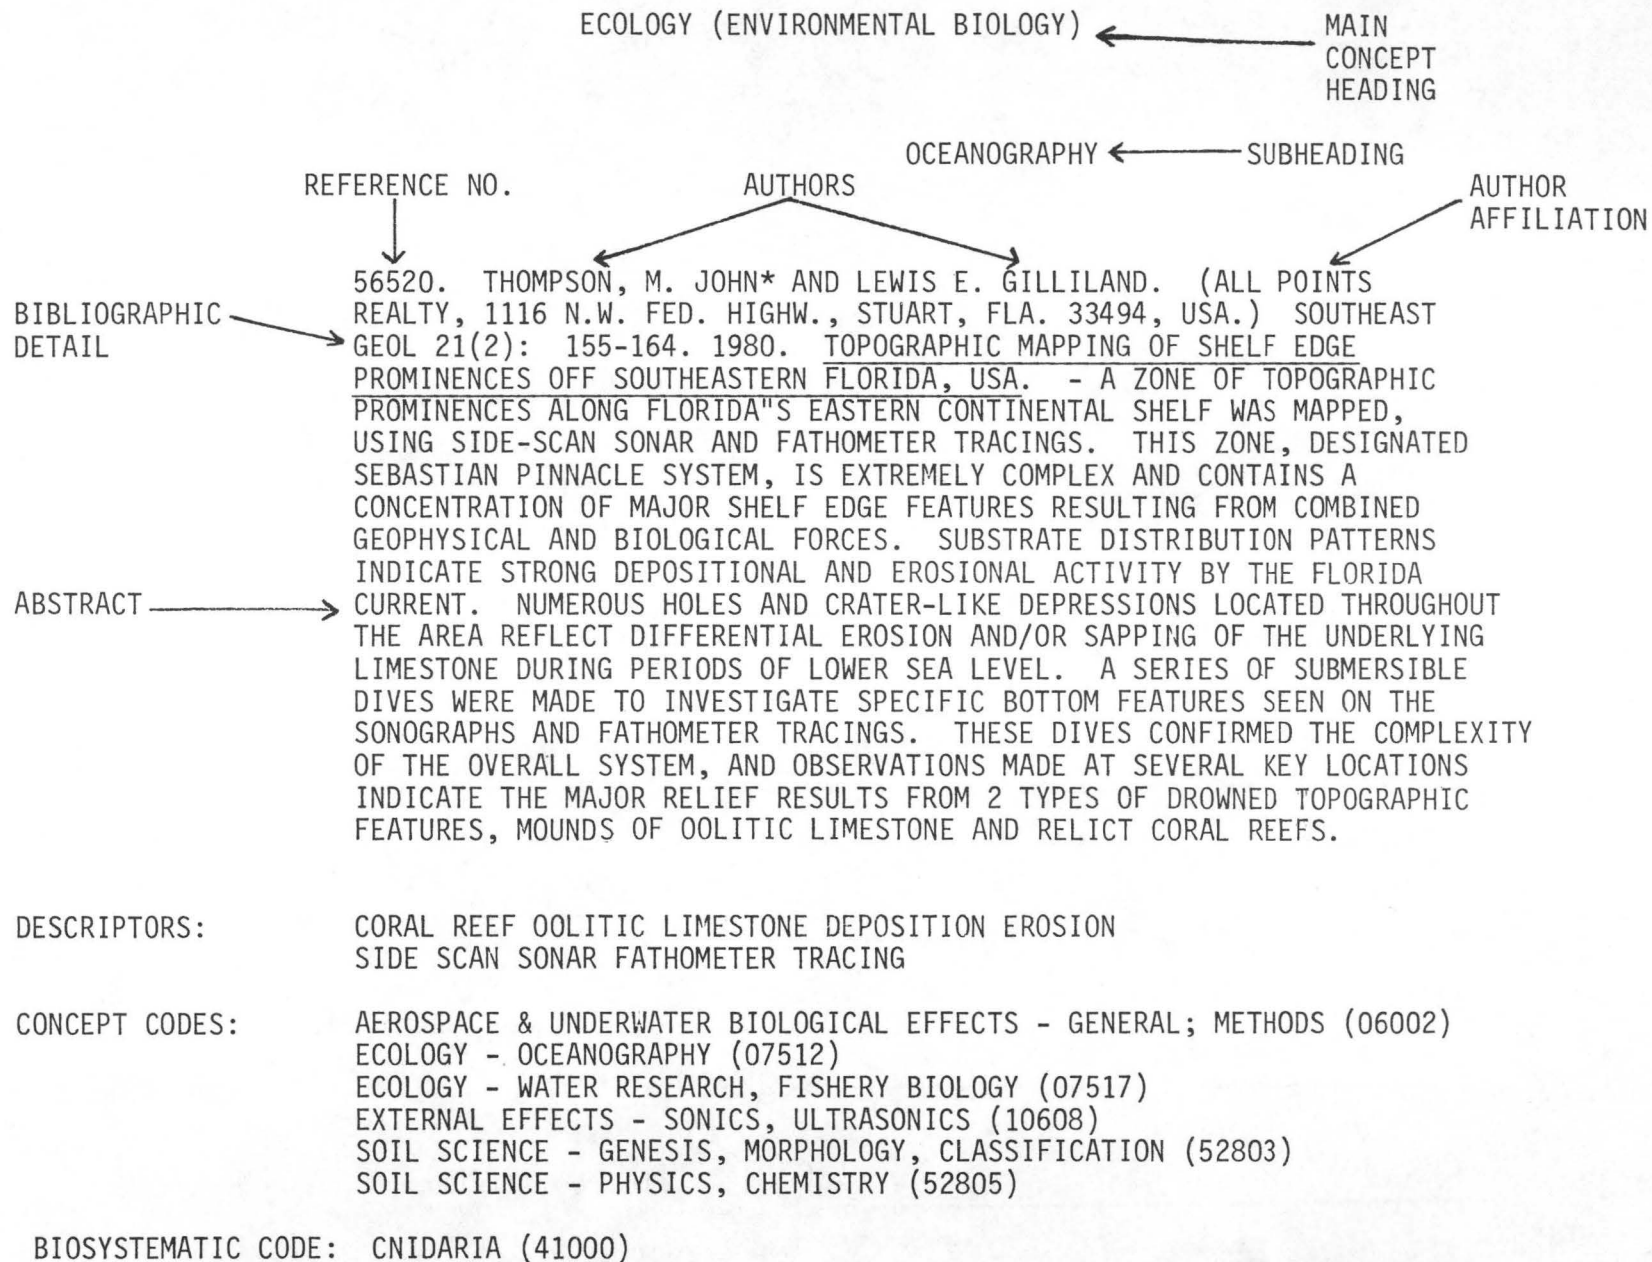 ECOLOGY (ENVIRONMENTAL BIOLOGY)
MAIN
CONCEPT
HEADING
OCEANOGRAPHY
SUBHEADING
REFERENCE NO.
AUTHORS
AUTHOR
AFFILIATION
BIBLIOGRAPHIC
DETAIL
56520. THOMPSON, M. JOHN* AND LEWIS E. GILLILAND. (ALL POINTS
REALTY, 1116 N.W. FED. HIGHW., STUART, FLA. 33494, USA.) SOUTHEAST
GEOL 21(2): 155-164. 1980. TOPOGRAPHIC MAPPING OF SHELF EDGE
PROMINENCES OFF SOUTHEASTERN FLORIDA, USA. - A ZONE OF TOPOGRAPHIC
PROMINENCES ALONG FLORIDA"S EASTERN CONTINENTAL SHELF WAS MAPPED,
USING SIDE-SCAN SONAR AND FATHOMETER TRACINGS. THIS ZONE, DESIGNATED
SEBASTIAN PINNACLE SYSTEM, IS EXTREMELY COMPLEX AND CONTAINS A
CONCENTRATION OF MAJOR SHELF EDGE FEATURES RESULTING FROM COMBINED
GEOPHYSICAL AND BIOLOGICAL FORCES. SUBSTRATE DISTRIBUTION PATTERNS
INDICATE STRONG DEPOSITIONAL AND EROSIONAL ACTIVITY BY THE FLORIDA
ABSTRACT
CURRENT. NUMEROUS HOLES AND CRATER-LIKE DEPRESSIONS LOCATED THROUGHOUT
THE AREA REFLECT DIFFERENTIAL EROSION AND/OR SAPPING OF THE UNDERLYING
LIMESTONE DURING PERIODS OF LOWER SEA LEVEL. A SERIES OF SUBMERSIBLE
DIVES WERE MADE TO INVESTIGATE SPECIFIC BOTTOM FEATURES SEEN ON THE
SONOGRAPHS AND FATHOMETER TRACINGS. THESE DIVES CONFIRMED THE COMPLEXITY
OF THE OVERALL SYSTEM, AND OBSERVATIONS MADE AT SEVERAL KEY LOCATIONS
INDICATE THE MAJOR RELIEF RESULTS FROM 2 TYPES OF DROWNED TOPOGRAPHIC
FEATURES, MOUNDS OF OOLITIC LIMESTONE AND RELICT CORAL REEFS.
DESCRIPTORS: CORAL REEF OOLITIC LIMESTONE DEPOSITION EROSION
SIDE SCAN SONAR FATHOMETER TRACING
CONCEPT CODES: AEROSPACE & UNDERWATER BIOLOGICAL EFFECTS - GENERAL; METHODS (06002)
ECOLOGY - OCEANOGRAPHY (07512)
ECOLOGY - WATER RESEARCH, FISHERY BIOLOGY (07517)
EXTERNAL EFFECTS - SONICS, ULTRASONICS (10608)
SOIL SCIENCE - GENESIS, MORPHOLOGY, CLASSIFICATION (52803)
SOIL SCIENCE - PHYSICS, CHEMISTRY (52805)
BIOSYSTEMATIC CODE: CNIDARIA (41000)